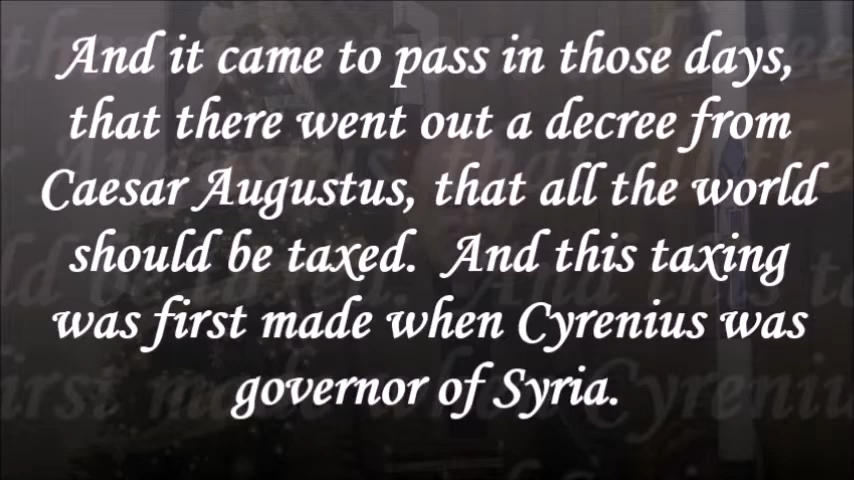 And it came to pass in those days,
that there went out a decree from
Caesar Augustus, that all the world
should be taxed.  And this taxing
was first made when Cyrenius was
governor of Syria.